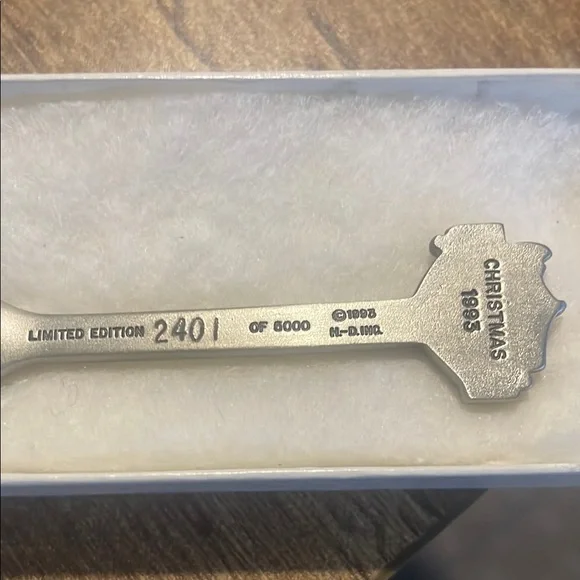 LIMITED EDITION 2401 OF 5000
©1993
H.-D. INC.
CHRISTMAS
1993